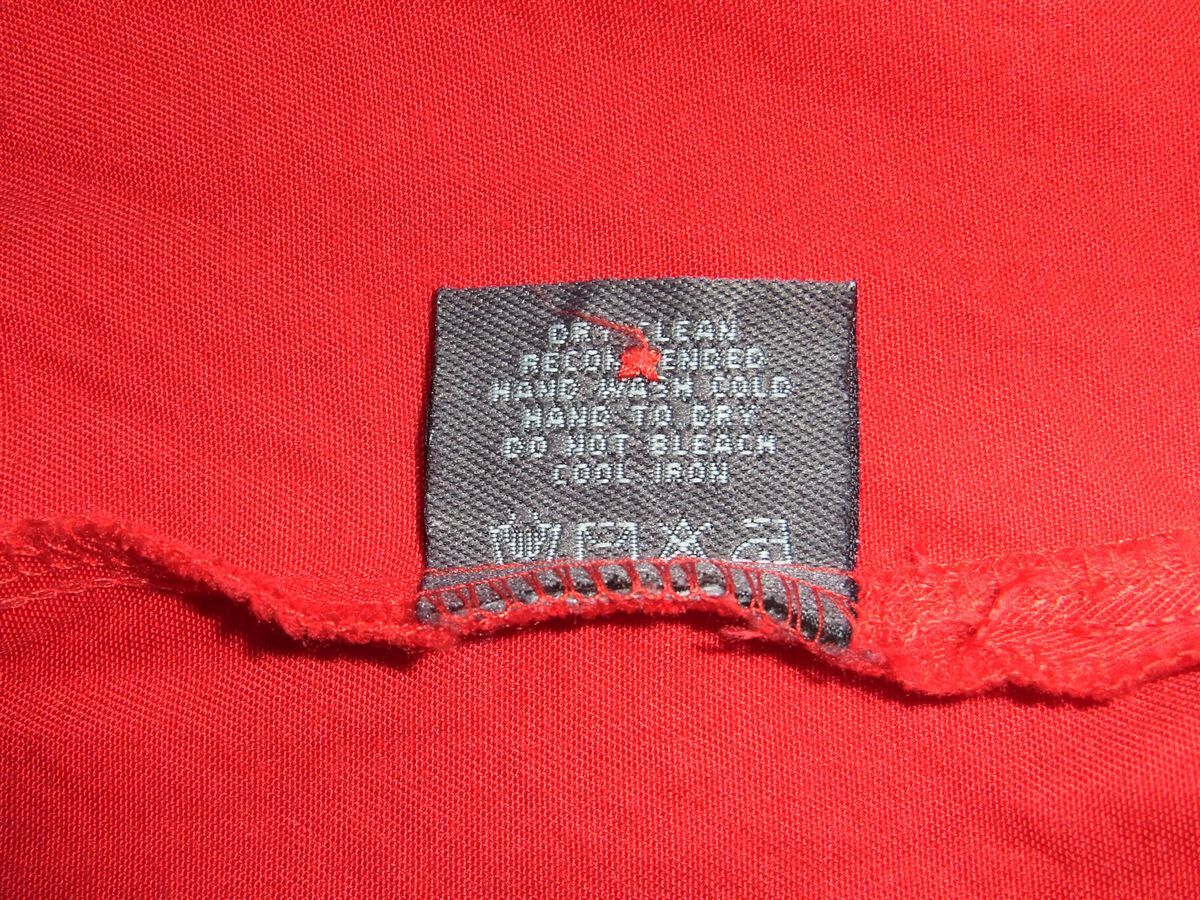 DRY CLEAN
RECOMMENDED
HAND WASH COLD
HANG TO DRY
DO NOT BLEACH
COOL IRON